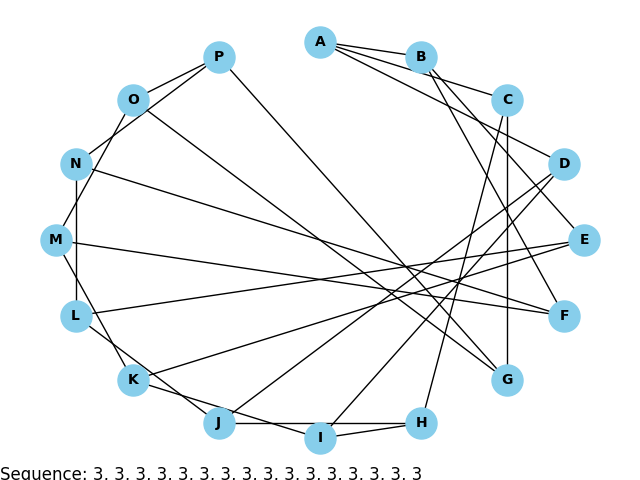 A
P
B
O
C
N
D
M
E
L
F
K
G
J
H
I
Sequence: 3, 3, 3, 3, 3, 3, 3, 3, 3, 3, 3, 3, 3, 3, 3, 3